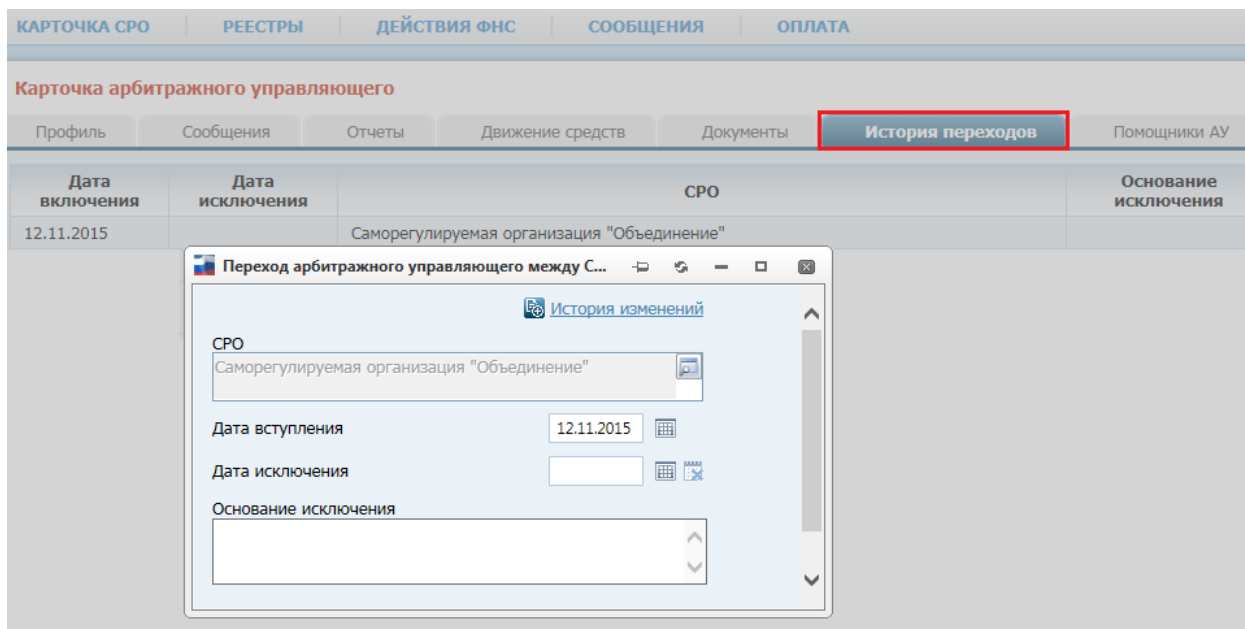 КАРТОЧКА СРО РЕЕСТРЫ ДЕЙСТВИЯ ФНС СООБЩЕНИЯ ОПЛАТА
Карточка арбитражного управляющего
Профиль Сообщения Отчеты Движение средств Документы История переходов Помощники АУ
Дата включения Дата исключения СРО Основание исключения
12.11.2015 Саморегулируемая организация "Объединение"
Переход арбитражного управляющего между С...
История изменений
СРО
Саморегулируемая организация "Объединение"
Дата вступления 12.11.2015
Дата исключения
Основание исключения